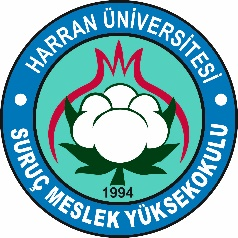 HARRAN ÜNİVERSİTESİ
1994
SURUÇ MESLEK YÜKSEKOKULU